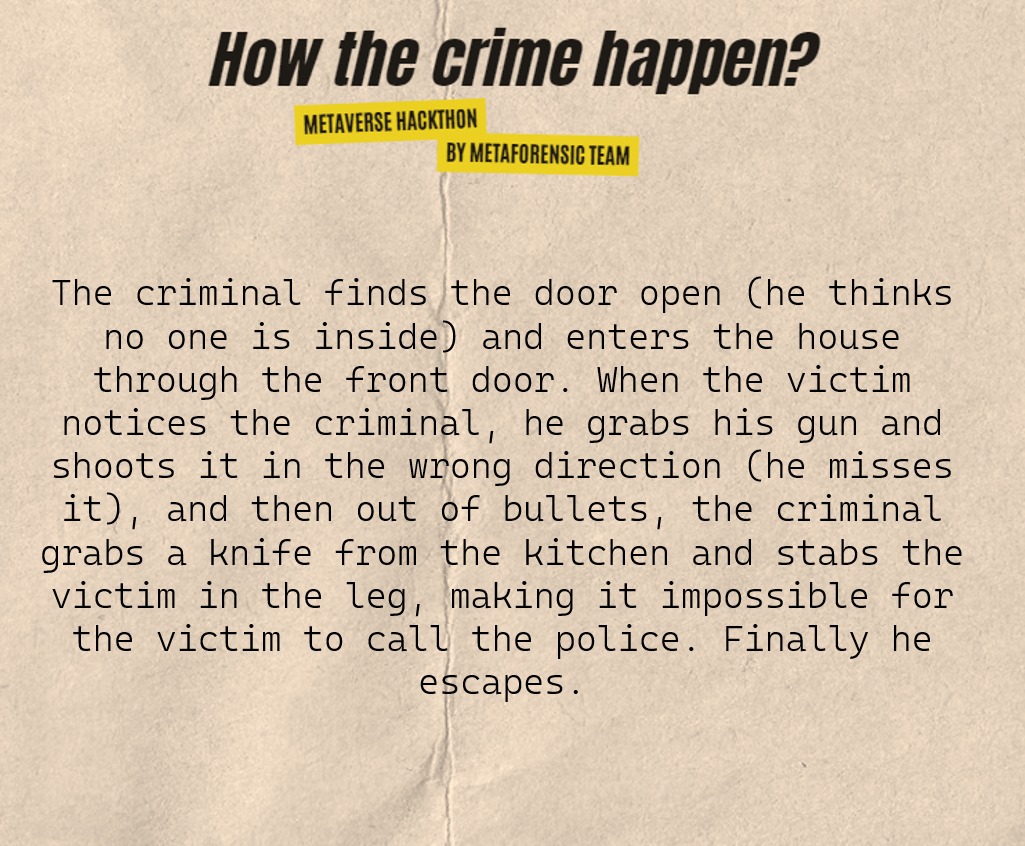 How the crime happen?
METAVERSE HACKTHON
BY METAFORENSIC TEAM
The criminal finds the door open (he thinks
no one is inside) and enters the house
through the front door. When the victim
notices the criminal, he grabs his gun and
shoots it in the wrong direction (he misses
it), and then out of bullets, the criminal
grabs a knife from the kitchen and stabs the
victim in the leg, making it impossible for
the victim to call the police. Finally he
escapes.